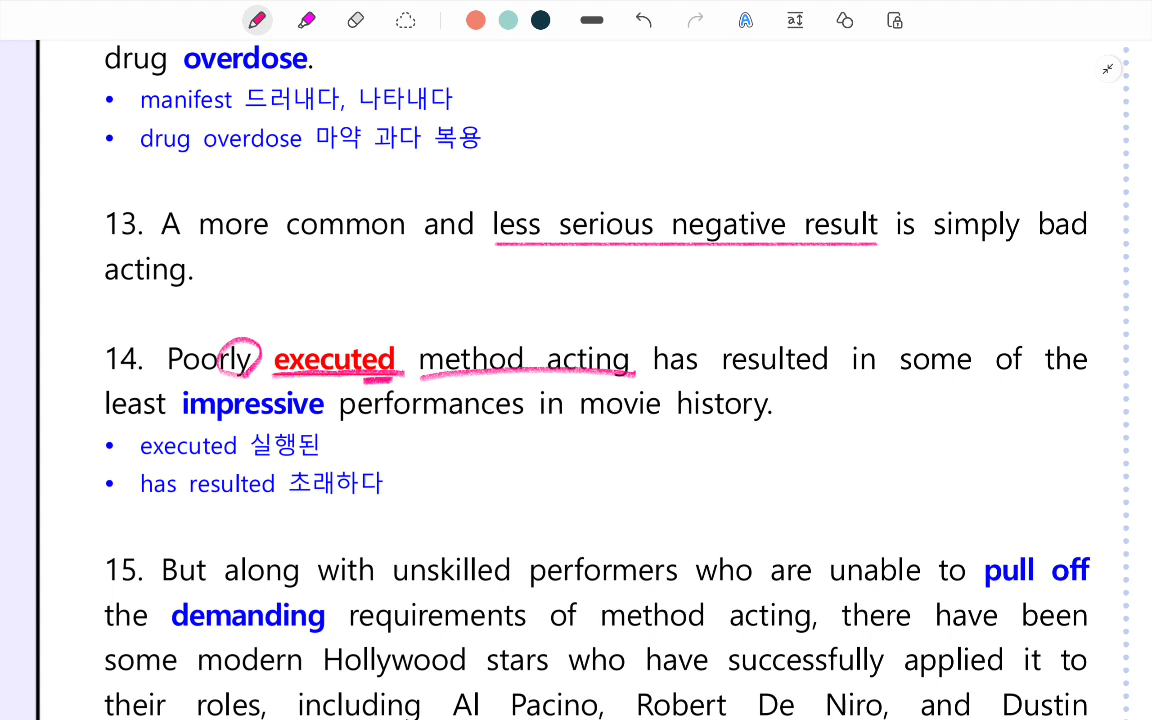 drug overdose.
• manifest 드러내다, 나타내다
• drug overdose 마약 과다 복용
13. A more common and less serious negative result is simply bad
acting.
14. Poorly executed method acting has resulted in some of the
least impressive performances in movie history.
• executed 실행된
• has resulted 초래하다
15. But along with unskilled performers who are unable to pull off
the demanding requirements of method acting, there have been
some modern Hollywood stars who have successfully applied it to
their roles, including Al Pacino, Robert De Niro, and Dustin